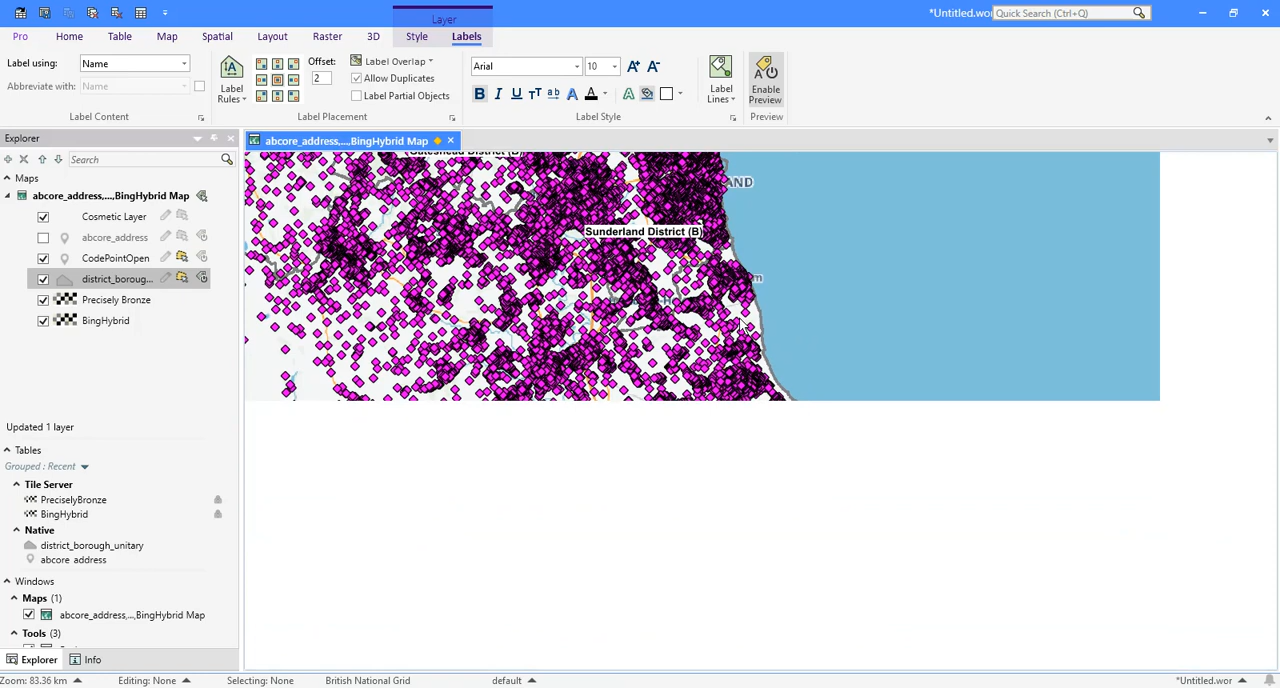 Layer
*Untitled.wor
Quick Search (Ctrl+Q)
Pro Home Table Map Spatial Layout Raster 3D Style Labels
Label using: Name
Abbreviate with: Name
Label Content
Label Rules
Offset:
2
Label Overlap
Allow Duplicates
Label Partial Objects
Label Placement
Arial 10 A+ A-
B I U TT ab A A A
Label Style
Label Lines
Enable Preview
Preview
Explorer
Search
Maps
abcore_address,...,BingHybrid Map
Cosmetic Layer
abcore_address
CodePointOpen
district_boroug...
Precisely Bronze
BingHybrid
Updated 1 layer
Tables
Grouped : Recent
Tile Server
PreciselyBronze
BingHybrid
Native
district_borough_unitary
abcore address
Windows
Maps (1)
abcore_address,...,BingHybrid Map
Tools (3)
Explorer Info
abcore_address,...,BingHybrid Map
AND
Sunderland District (B)
Zoom: 83.36 km Editing: None Selecting: None British National Grid default *Untitled.wor